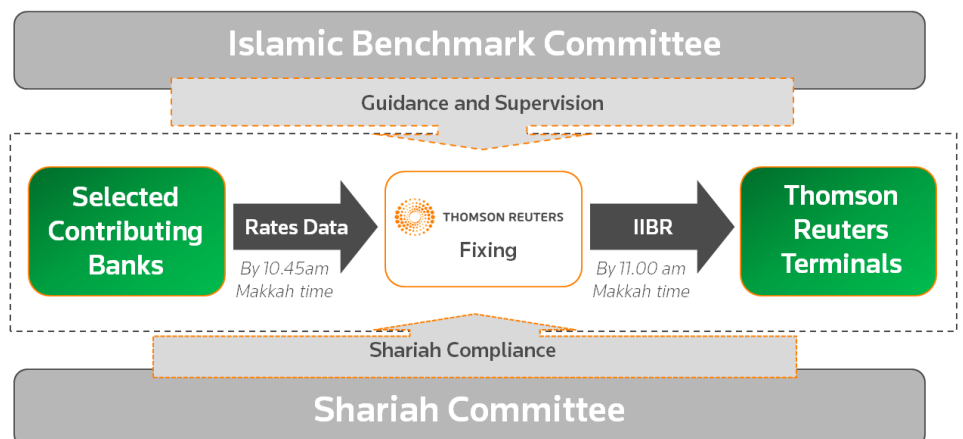 Islamic Benchmark Committee
Guidance and Supervision
Selected
Contributing
Banks
Rates Data
By 10.45am
Makkah time
THOMSON REUTERS
Fixing
IIBR
By 11.00 am
Makkah time
Thomson
Reuters
Terminals
Shariah Compliance
Shariah Committee